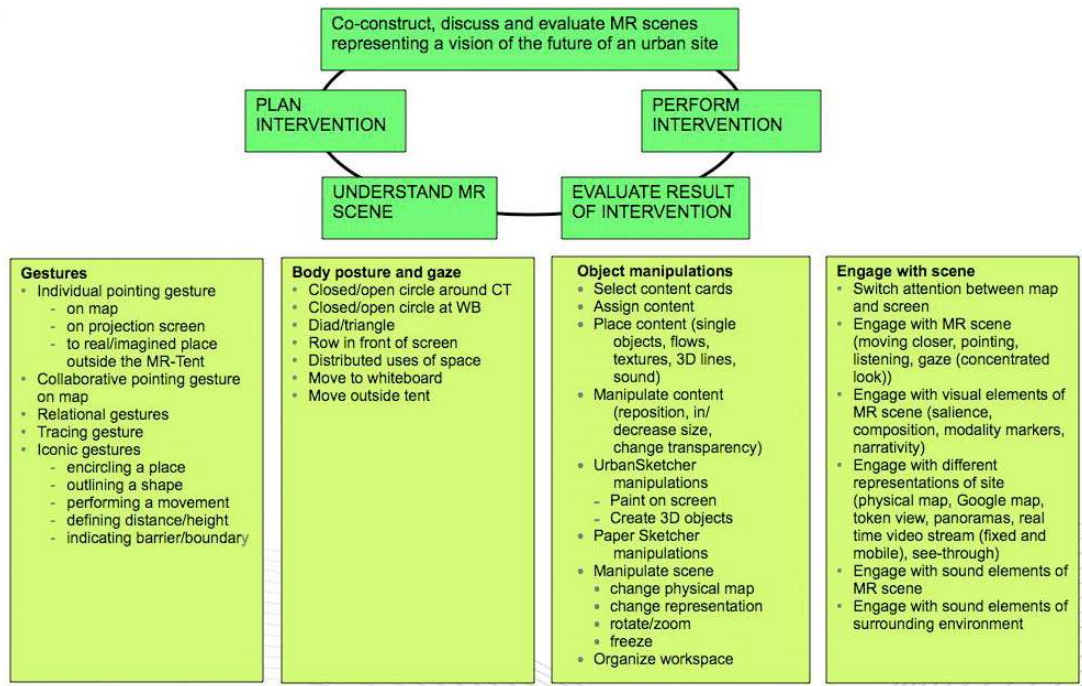 Co-construct, discuss and evaluate MR scenes
representing a vision of the future of an urban site
PLAN
INTERVENTION
PERFORM
INTERVENTION
UNDERSTAND MR
SCENE
EVALUATE RESULT
OF INTERVENTION
Gestures
• Individual pointing gesture
- on map
- on projection screen
- to real/imagined place
outside the MR-Tent
• Collaborative pointing gesture
on map
• Relational gestures
• Tracing gesture
• Iconic gestures
- encircling a place
- outlining a shape
- performing a movement
- defining distance/height
- indicating barrier/boundary
Body posture and gaze
• Closed/open circle around CT
• Closed/open circle at WB
• Diad/triangle
• Row in front of screen
• Distributed uses of space
• Move to whiteboard
• Move outside tent
Object manipulations
• Select content cards
• Assign content
• Place content (single
objects, flows,
textures, 3D lines,
sound)
• Manipulate content
(reposition, in/
decrease size,
change transparency)
• UrbanSketcher
manipulations
– Paint on screen
– Create 3D objects
• Paper Sketcher
manipulations
• Manipulate scene
• change physical map
• change representation
• rotate/zoom
• freeze
• Organize workspace
Engage with scene
• Switch attention between map
and screen
• Engage with MR scene
(moving closer, pointing,
listening, gaze (concentrated
look))
• Engage with visual elements of
MR scene (salience,
composition, modality markers,
narrativity)
• Engage with different
representations of site
(physical map, Google map,
token view, panoramas, real
time video stream (fixed and
mobile), see-through)
• Engage with sound elements of
MR scene
• Engage with sound elements of
surrounding environment